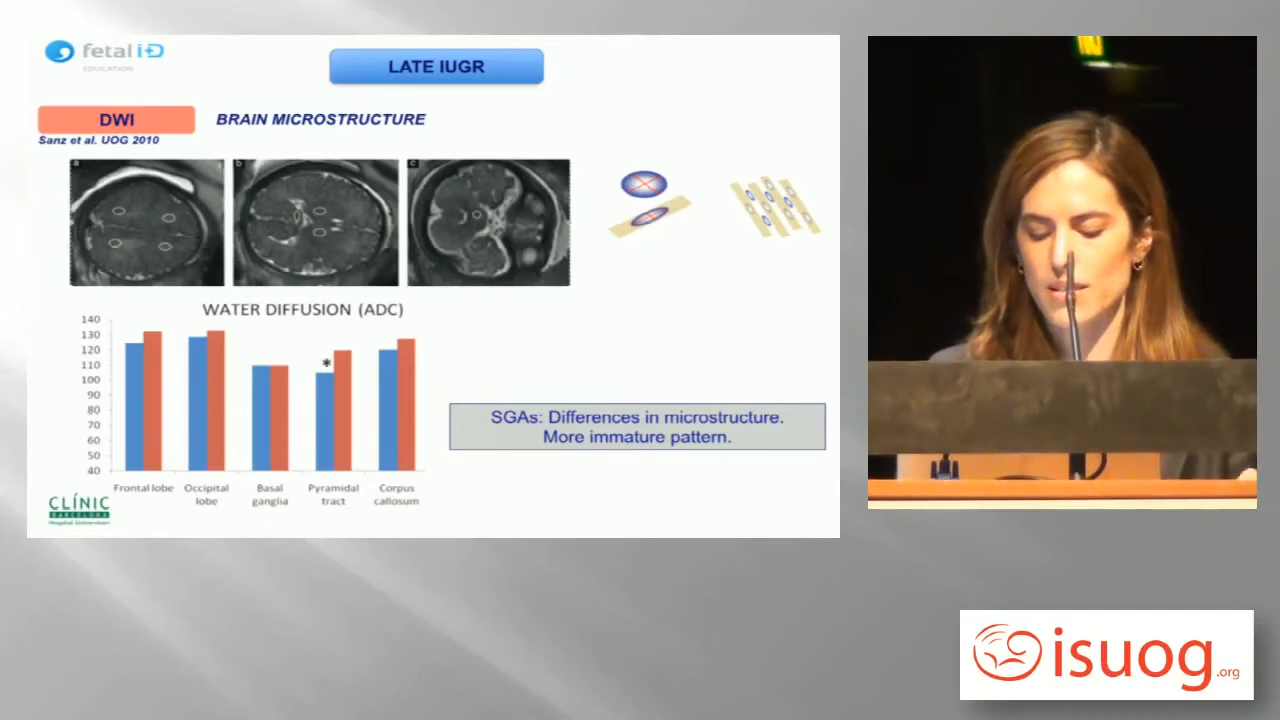 fetal i+D
EDUCATION
LATE IUGR
DWI
BRAIN MICROSTRUCTURE
Sanz et al. UOG 2010
a
b
c
WATER DIFFUSION (ADC)
140
130
120
110
100
90
80
70
60
50
40
*
Frontal lobe
Occipital
lobe
Basal
ganglia
Pyramidal
tract
Corpus
callosum
SGAs: Differences in microstructure.
More immature pattern.
CLÍNIC
BARCELONA
Hospital Universitari
isuog.org